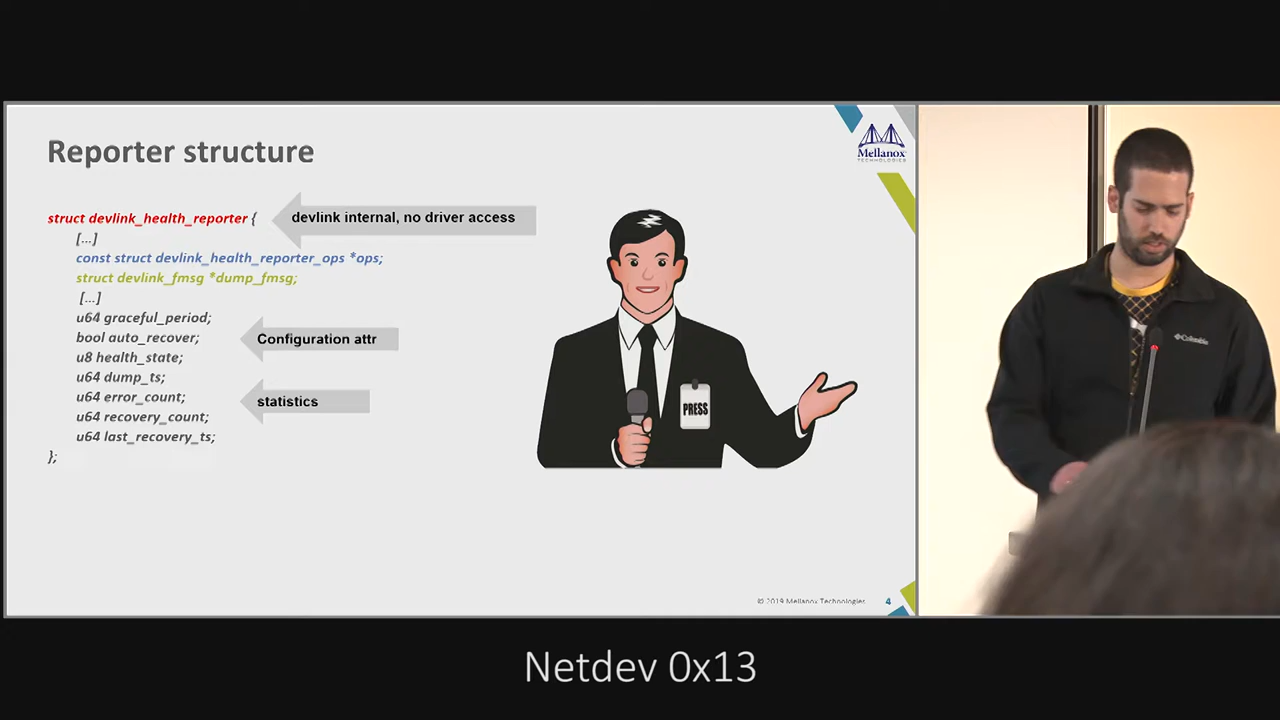 Reporter structure
Mellanox
TECHNOLOGIES
struct devlink_health_reporter {
devlink internal, no driver access
[...]
const struct devlink_health_reporter_ops *ops;
struct devlink_fmsg *dump_fmsg;
[...]
u64 graceful_period;
bool auto_recover;
Configuration attr
u8 health_state;
u64 dump_ts;
u64 error_count;
statistics
u64 recovery_count;
u64 last_recovery_ts;
};
PRESS
Columbia
© 2019 Mellanox Technologies
4
Netdev 0x13